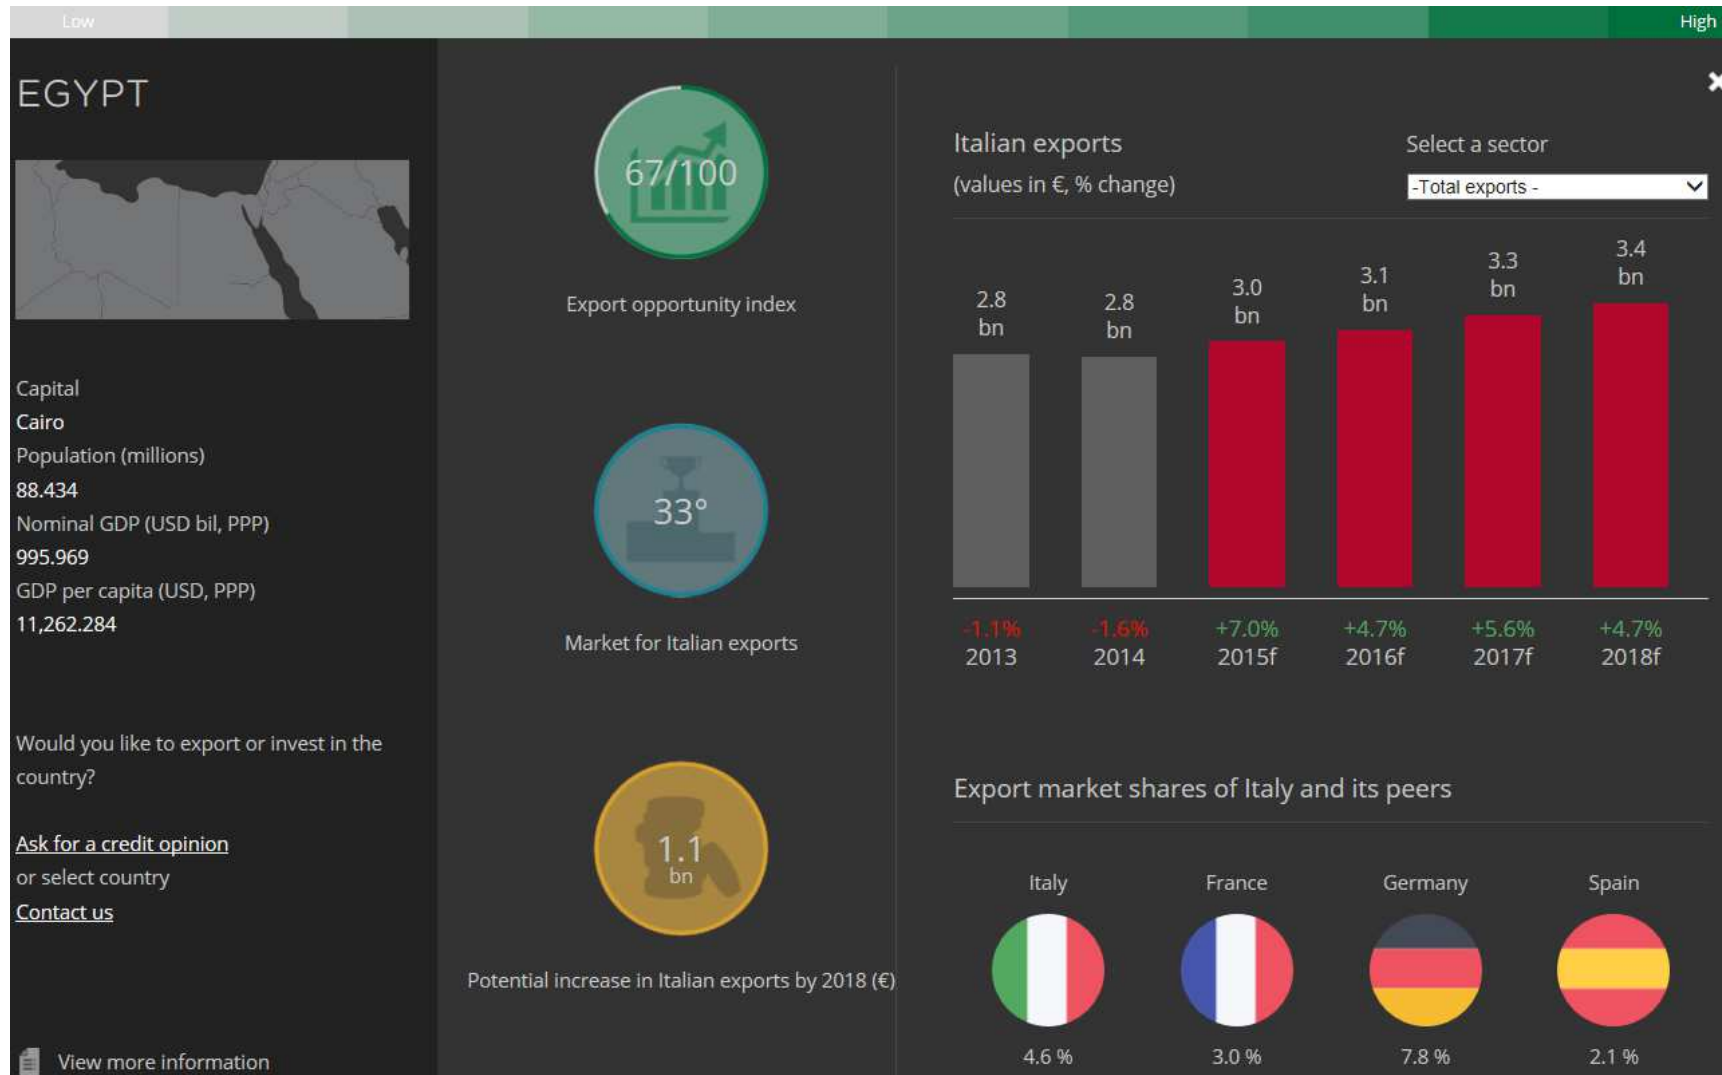 Low
High
EGYPT
Capital
Cairo
Population (millions)
88.434
Nominal GDP (USD bil, PPP)
995.969
GDP per capita (USD, PPP)
11,262.284
Would you like to export or invest in the
country?
Ask for a credit opinion
or select country
Contact us
View more information
67/100
Export opportunity index
33°
Market for Italian exports
1.1
bn
Potential increase in Italian exports by 2018 (€)
Italian exports
(values in €, % change)
Select a sector
-Total exports -
2.8 bn
2.8 bn
3.0 bn
3.1 bn
3.3 bn
3.4 bn
-1.1% -1.6% +7.0% +4.7% +5.6% +4.7%
2013 2014 2015f 2016f 2017f 2018f
Export market shares of Italy and its peers
Italy France Germany Spain
4.6 % 3.0 % 7.8 % 2.1 %